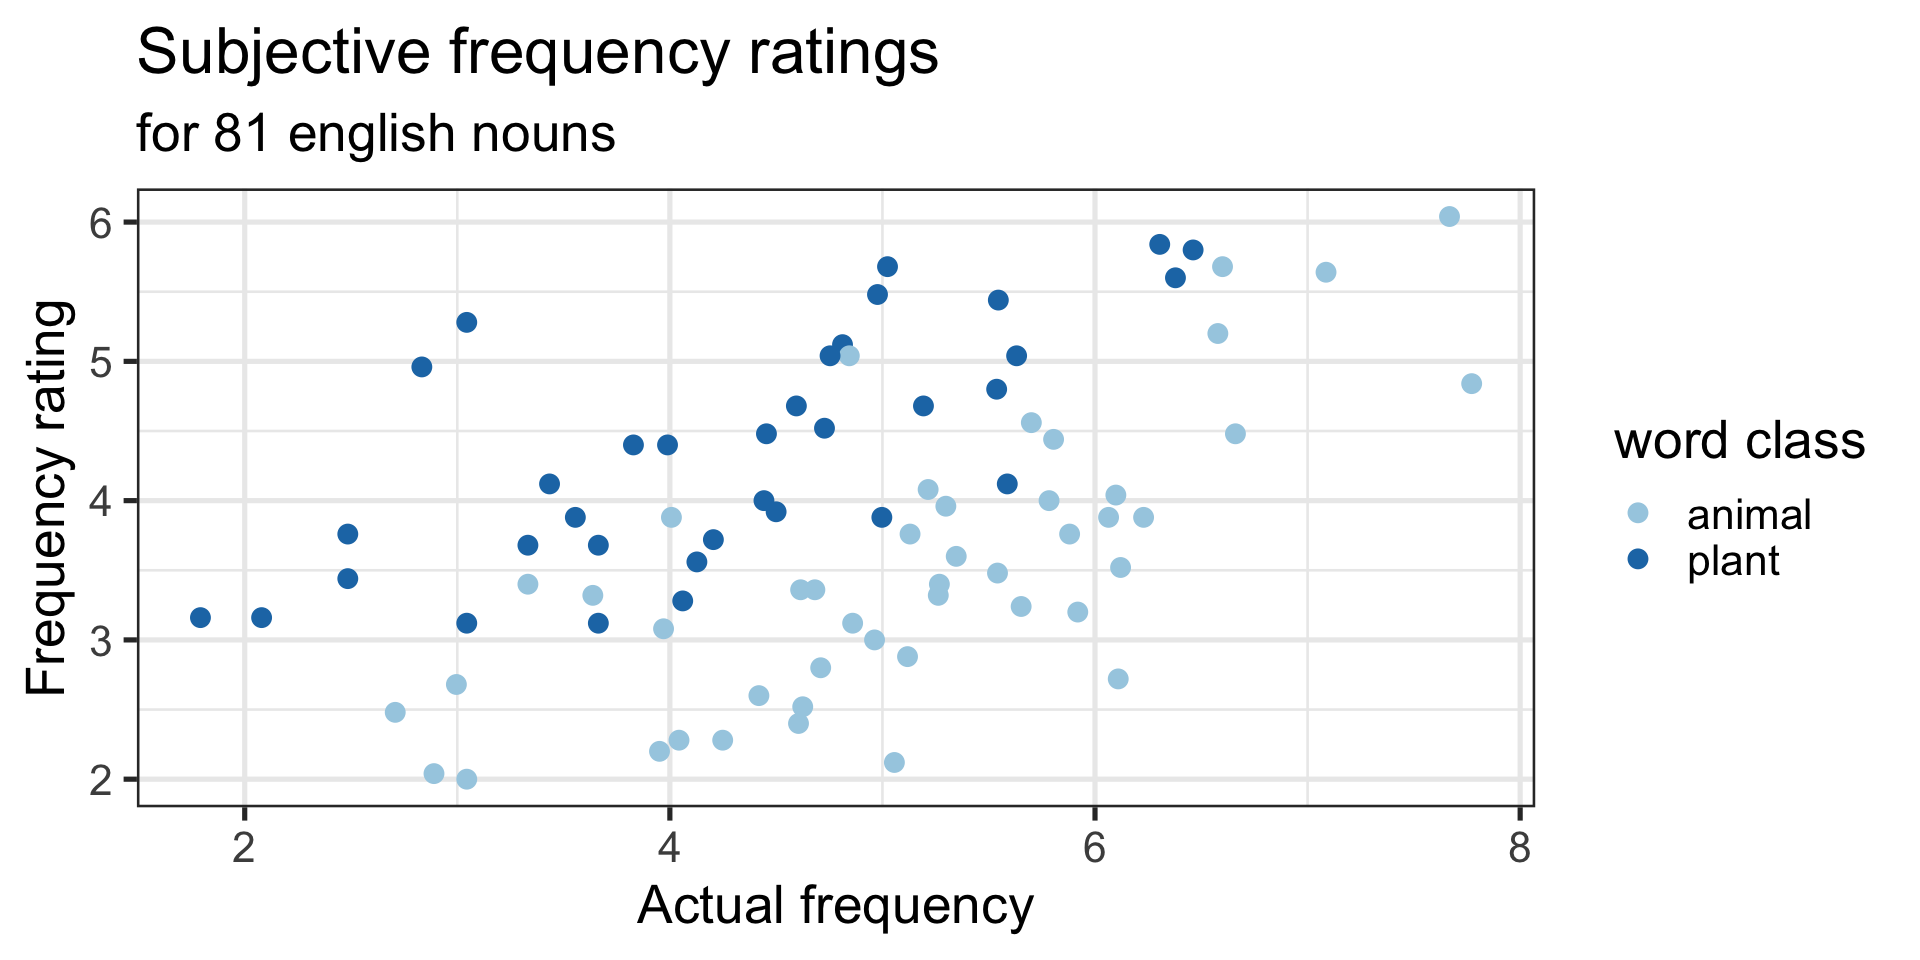 Subjective frequency ratings
for 81 english nouns
Frequency rating
6
5
4
3
2
2 4 6 8
Actual frequency
word class
animal
plant